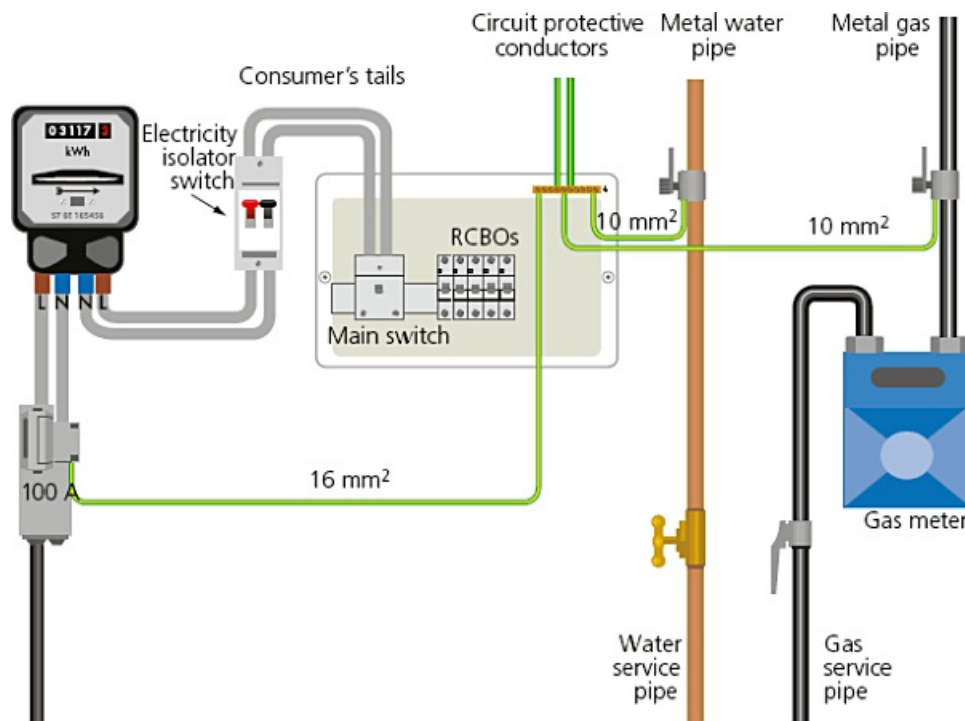 Circuit protective
conductors
Metal water
pipe
Metal gas
pipe
Consumer's tails
03117 3
kWh
Electricity
isolator
switch
10 mm²
10 mm²
RCBOs
L N N L
Main switch
16 mm²
100 A
Gas meter
Water
service
pipe
Gas
service
pipe